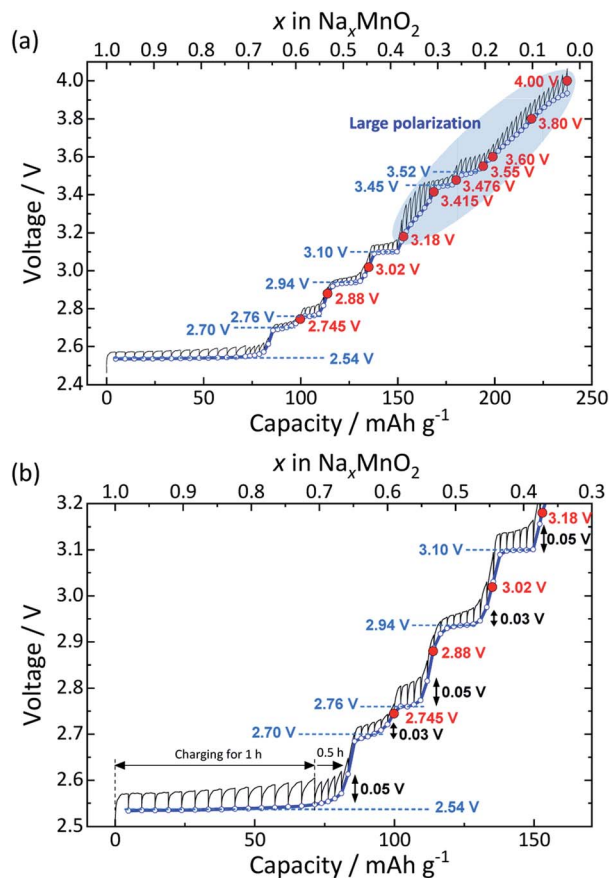 (a)
x in NaxMnO2
1.0 0.9 0.8 0.7 0.6 0.5 0.4 0.3 0.2 0.1 0.0
Voltage / V
4.0
3.8
3.6
3.4
3.2
3.0
2.8
2.6
2.4
4.00 V
Large polarization
3.80 V
3.60 V
3.52 V
3.55 V
3.45 V
3.476 V
3.415 V
3.18 V
3.10 V
3.02 V
2.94 V
2.88 V
2.76 V
2.745 V
2.70 V
2.54 V
0 50 100 150 200 250
Capacity / mAh g-1
(b)
x in NaxMnO2
1.0 0.9 0.8 0.7 0.6 0.5 0.4 0.3
Voltage / V
3.2
3.1
3.0
2.9
2.8
2.7
2.6
2.5
3.18 V
0.05 V
3.10 V
3.02 V
2.94 V
0.03 V
2.88 V
0.05 V
2.76 V
2.745 V
2.70 V
0.03 V
Charging for 1 h
0.5 h
0.05 V
2.54 V
0 50 100 150
Capacity / mAh g-1